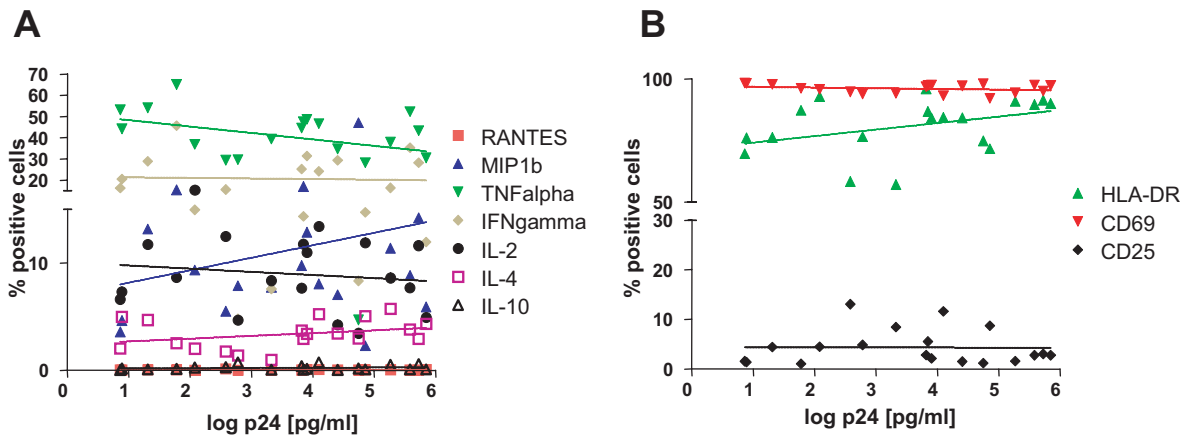 A
B
% positive cells
70
60
50
40
30
20
10
0
0
1
2
3
4
5
6
log p24 [pg/ml]
RANTES
MIP1b
TNFalpha
IFNgamma
IL-2
IL-4
IL-10
% positive cells
100
50
30
20
10
0
0
1
2
3
4
5
6
log p24 [pg/ml]
HLA-DR
CD69
CD25